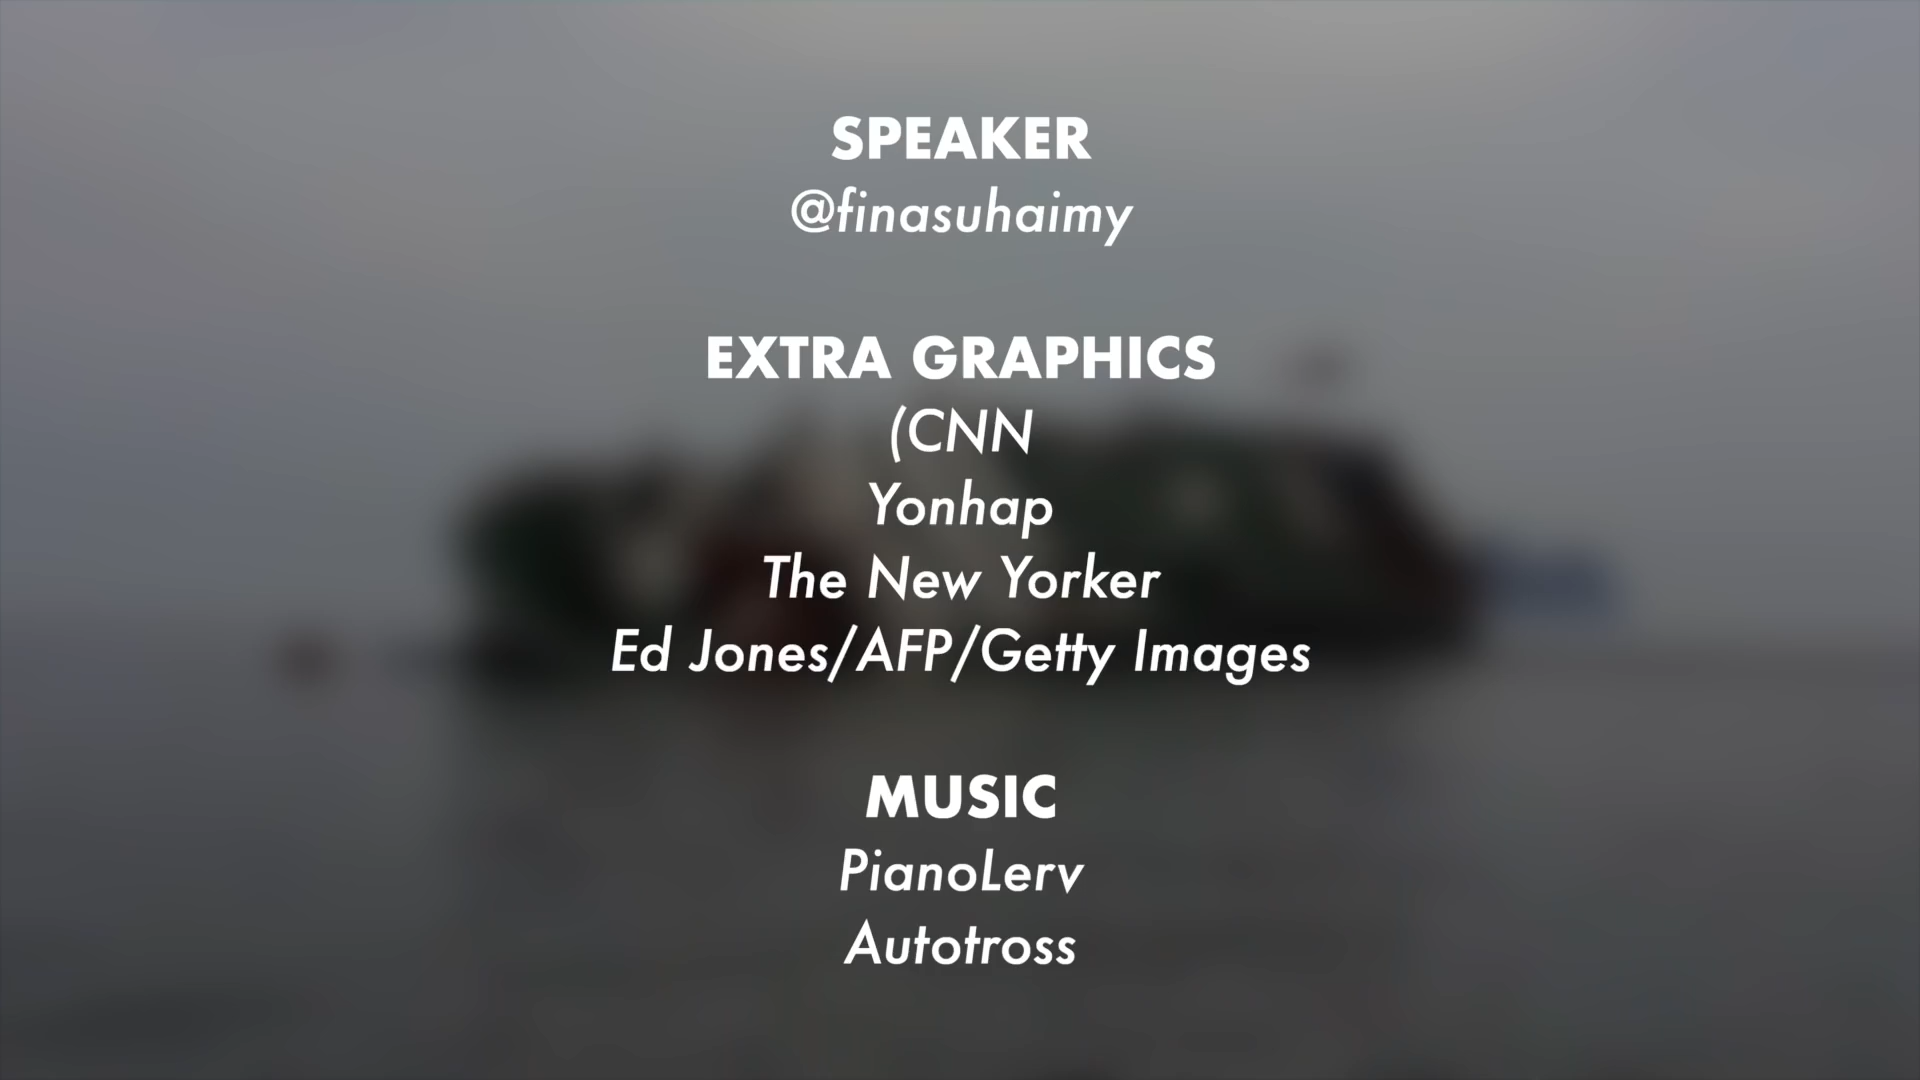 SPEAKER
@finasuhaimy
EXTRA GRAPHICS
(CNN
Yonhap
The New Yorker
Ed Jones/AFP/Getty Images
MUSIC
PianoLerv
Autotross